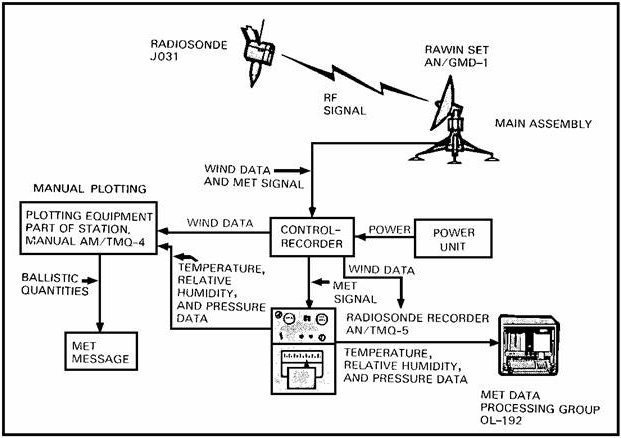 RADIOSONDE
J031
RF
SIGNAL
RAWIN SET
AN/GMD-1
MAIN ASSEMBLY
WIND DATA
AND MET SIGNAL
MANUAL PLOTTING
PLOTTING EQUIPMENT
PART OF STATION,
MANUAL AM/TMQ-4
WIND DATA
CONTROL-
RECORDER
POWER
POWER
UNIT
BALLISTIC
QUANTITIES
TEMPERATURE,
RELATIVE
HUMIDITY,
AND PRESSURE
DATA
MET
SIGNAL
WIND DATA
RADIOSONDE RECORDER
AN/TMQ-5
TEMPERATURE,
RELATIVE HUMIDITY,
AND PRESSURE DATA
MET
MESSAGE
MET DATA
PROCESSING GROUP
OL-192